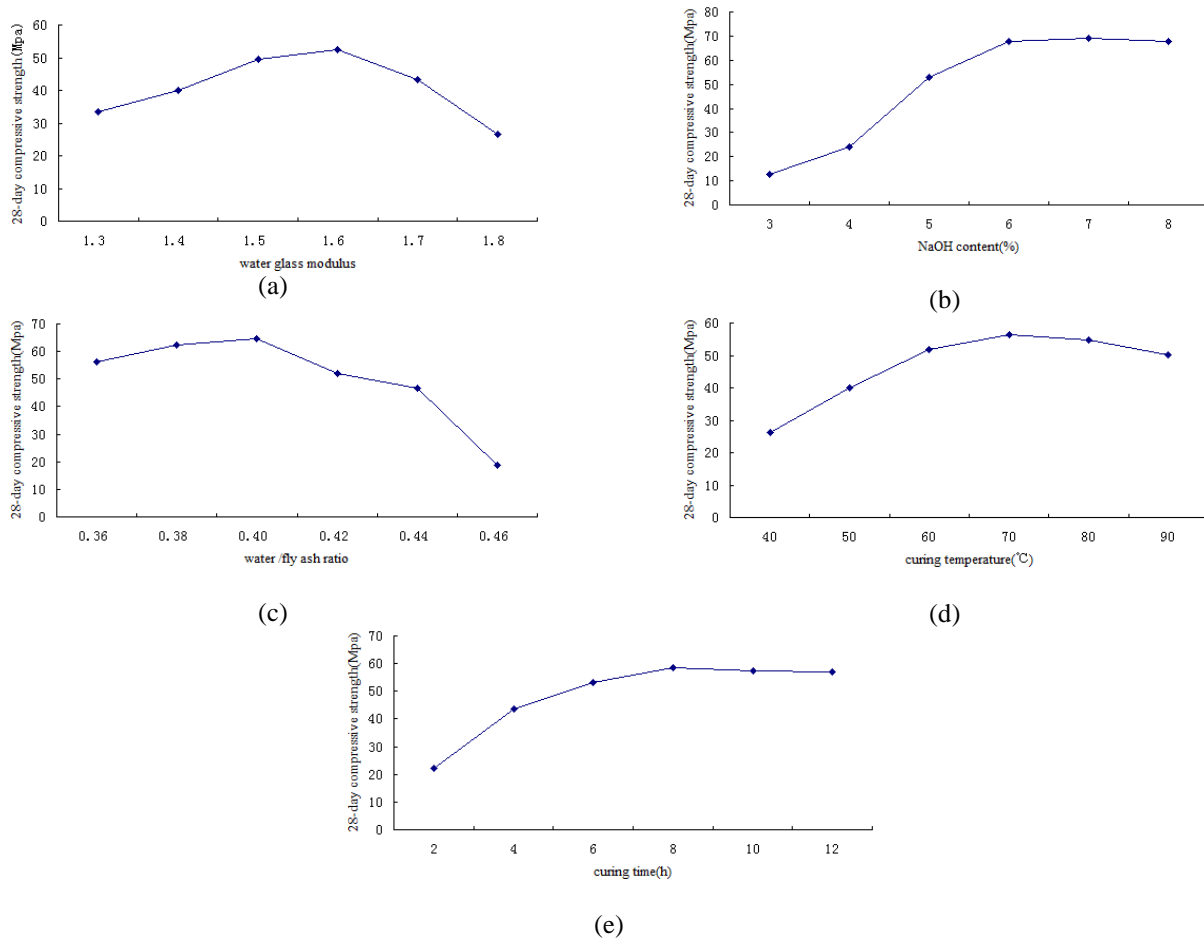 28-day compressive strength(Mpa)
60
50
40
30
20
10
0
1.3 1.4 1.5 1.6 1.7 1.8
water glass modulus
(a)
28-day compressive strength(Mpa)
80
70
60
50
40
30
20
10
0
3 4 5 6 7 8
NaOH content(%)
(b)
28-day compressive strength(Mpa)
70
60
50
40
30
20
10
0
0.36 0.38 0.40 0.42 0.44 0.46
water /fly ash ratio
(c)
28-day compressive strength(Mpa)
60
50
40
30
20
10
0
40 50 60 70 80 90
curing temperature(℃)
(d)
28-day compressive strength(Mpa)
70
60
50
40
30
20
10
0
2 4 6 8 10 12
curing time(h)
(e)